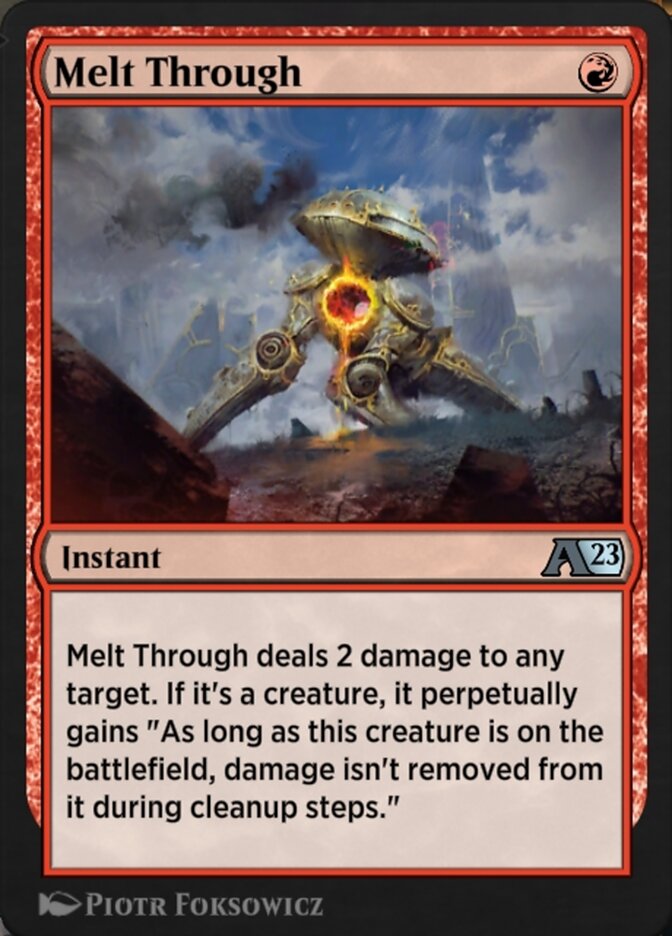 Melt Through
Instant
A23
Melt Through deals 2 damage to any
target. If it's a creature, it perpetually
gains "As long as this creature is on the
battlefield, damage isn't removed from
it during cleanup steps."
Piotr Foksowicz